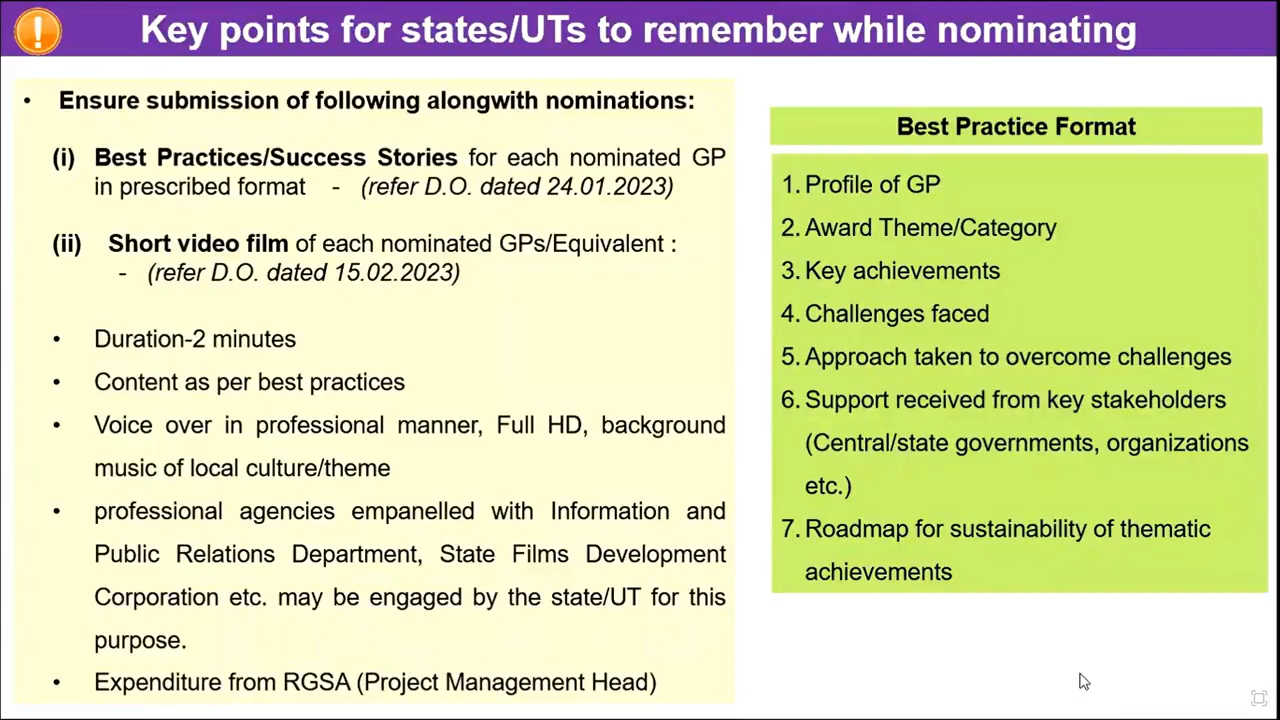 Key points for states/UTs to remember while nominating
• Ensure submission of following alongwith nominations:
(i) Best Practices/Success Stories for each nominated GP
in prescribed format - (refer D.O. dated 24.01.2023)
(ii) Short video film of each nominated GPs/Equivalent :
- (refer D.O. dated 15.02.2023)
• Duration-2 minutes
• Content as per best practices
• Voice over in professional manner, Full HD, background
music of local culture/theme
• professional agencies empanelled with Information and
Public Relations Department, State Films Development
Corporation etc. may be engaged by the state/UT for this
purpose.
• Expenditure from RGSA (Project Management Head)
Best Practice Format
1. Profile of GP
2. Award Theme/Category
3. Key achievements
4. Challenges faced
5. Approach taken to overcome challenges
6. Support received from key stakeholders
(Central/state governments, organizations
etc.)
7. Roadmap for sustainability of thematic
achievements